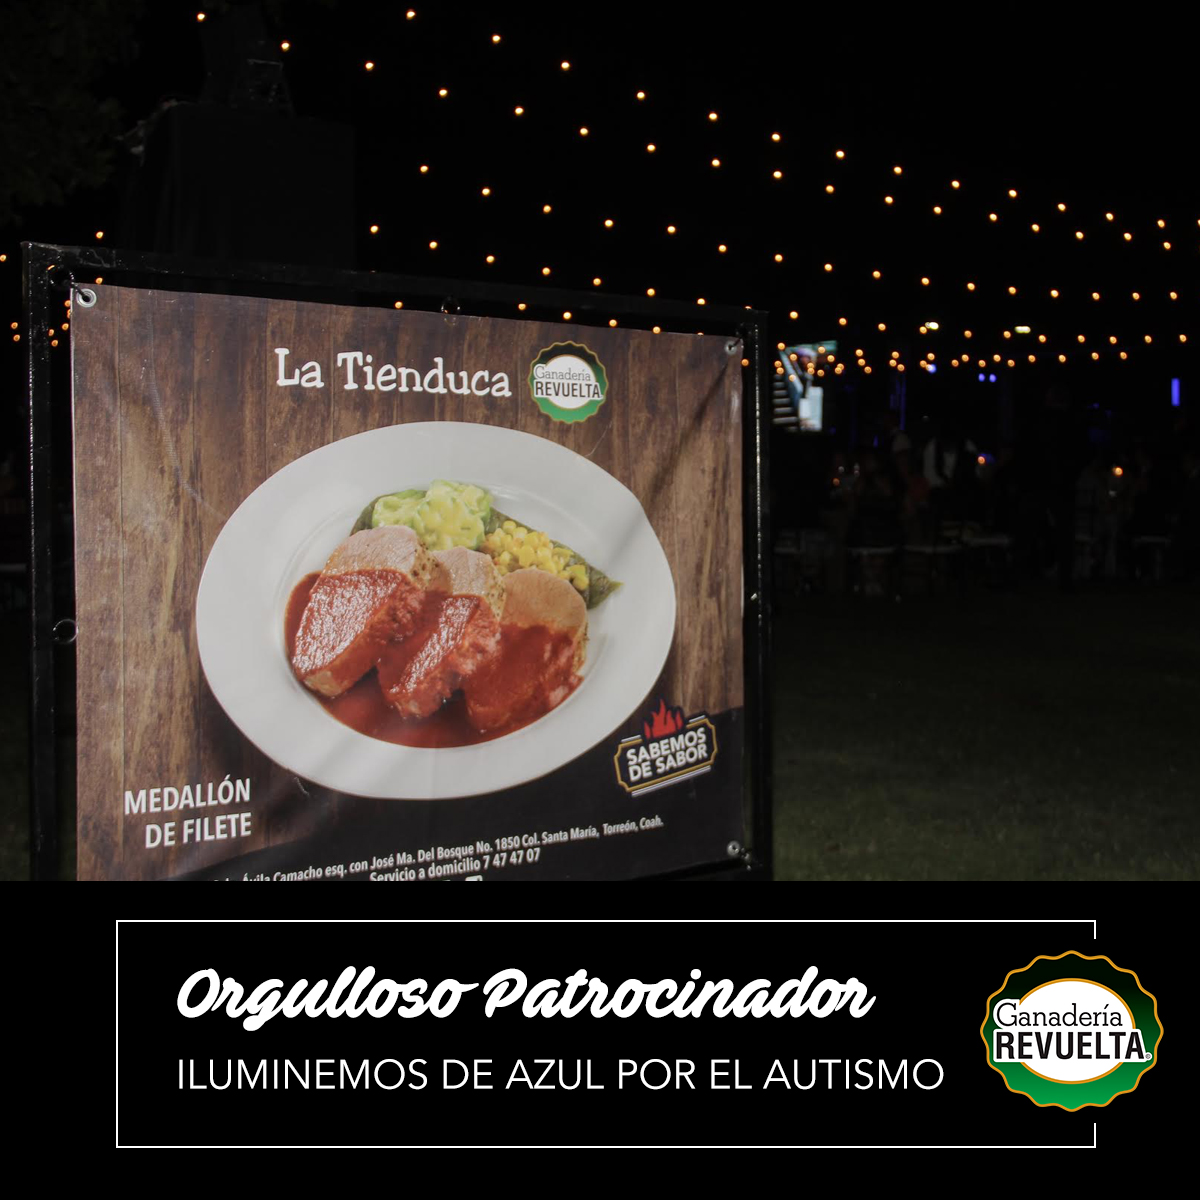 La Tienduca
Ganadería
REVUELTA
SABEMOS
DE SABOR
MEDALLÓN
DE FILETE
Ávila Camacho esq. con José Ma. Del Bosque No. 1850 Col. Santa María, Torreón, Coah.
Servicio a domicilio 7 47 47 07
Orgulloso Patrocinador
ILUMINEMOS DE AZUL POR EL AUTISMO
Ganadería
REVUELTA®